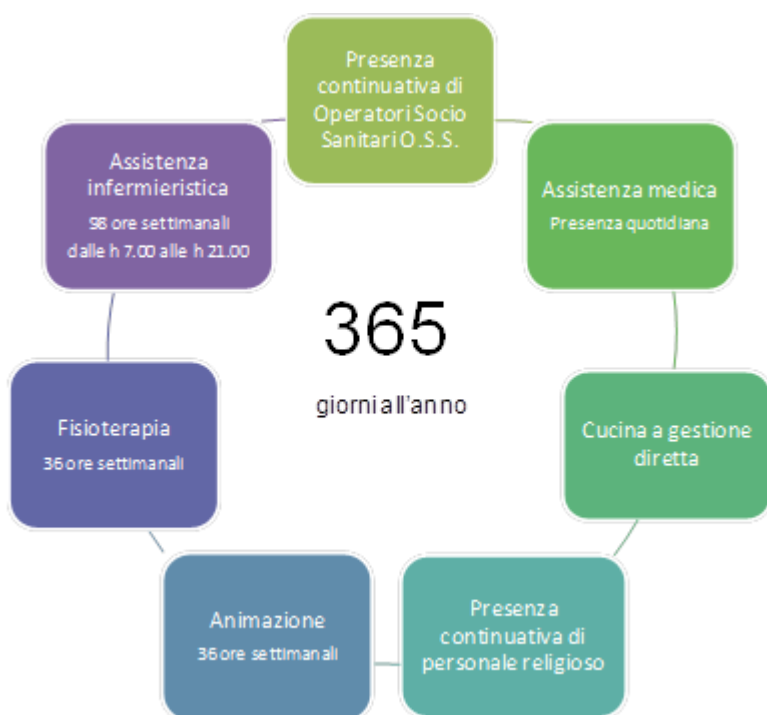 Presenza
continuativa di
Operatori Socio
Sanitari O.S.S.
Assistenza medica
Presenza quotidiana
Cucina a gestione
diretta
Presenza
continuativa di
personale religioso
Animazione
36 ore settimanali
Fisioterapia
36 ore settimanali
Assistenza
infermieristica
98 ore settimanali
dalle h 7.00 alle h 21.00
365
giorni all'anno